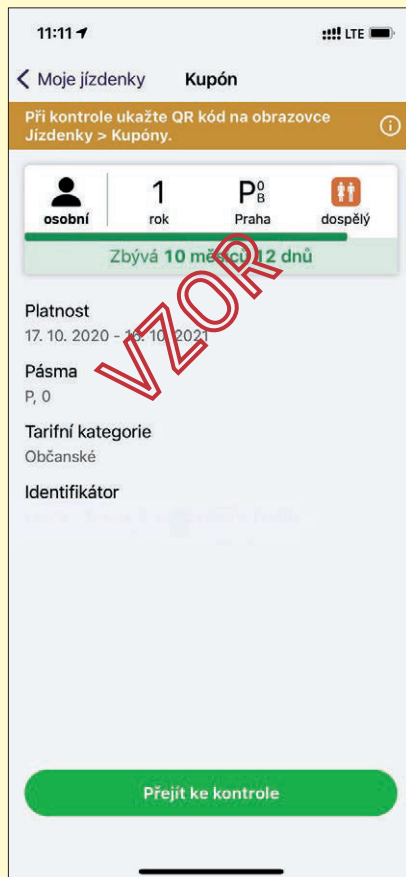 11:11 LTE
Moje jízdenky Kupón
Při kontrole ukažte QR kód na obrazovce
Jízdenky > Kupóny.
1 P 0 B
osobní rok Praha dospělý
Zbývá 10 měsíců 12 dnů
VZOR
Platnost
17. 10. 2020 - 16. 10. 2021
Pásma
P, 0
Tarifní kategorie
Občanské
Identifikátor
Přejít ke kontrole